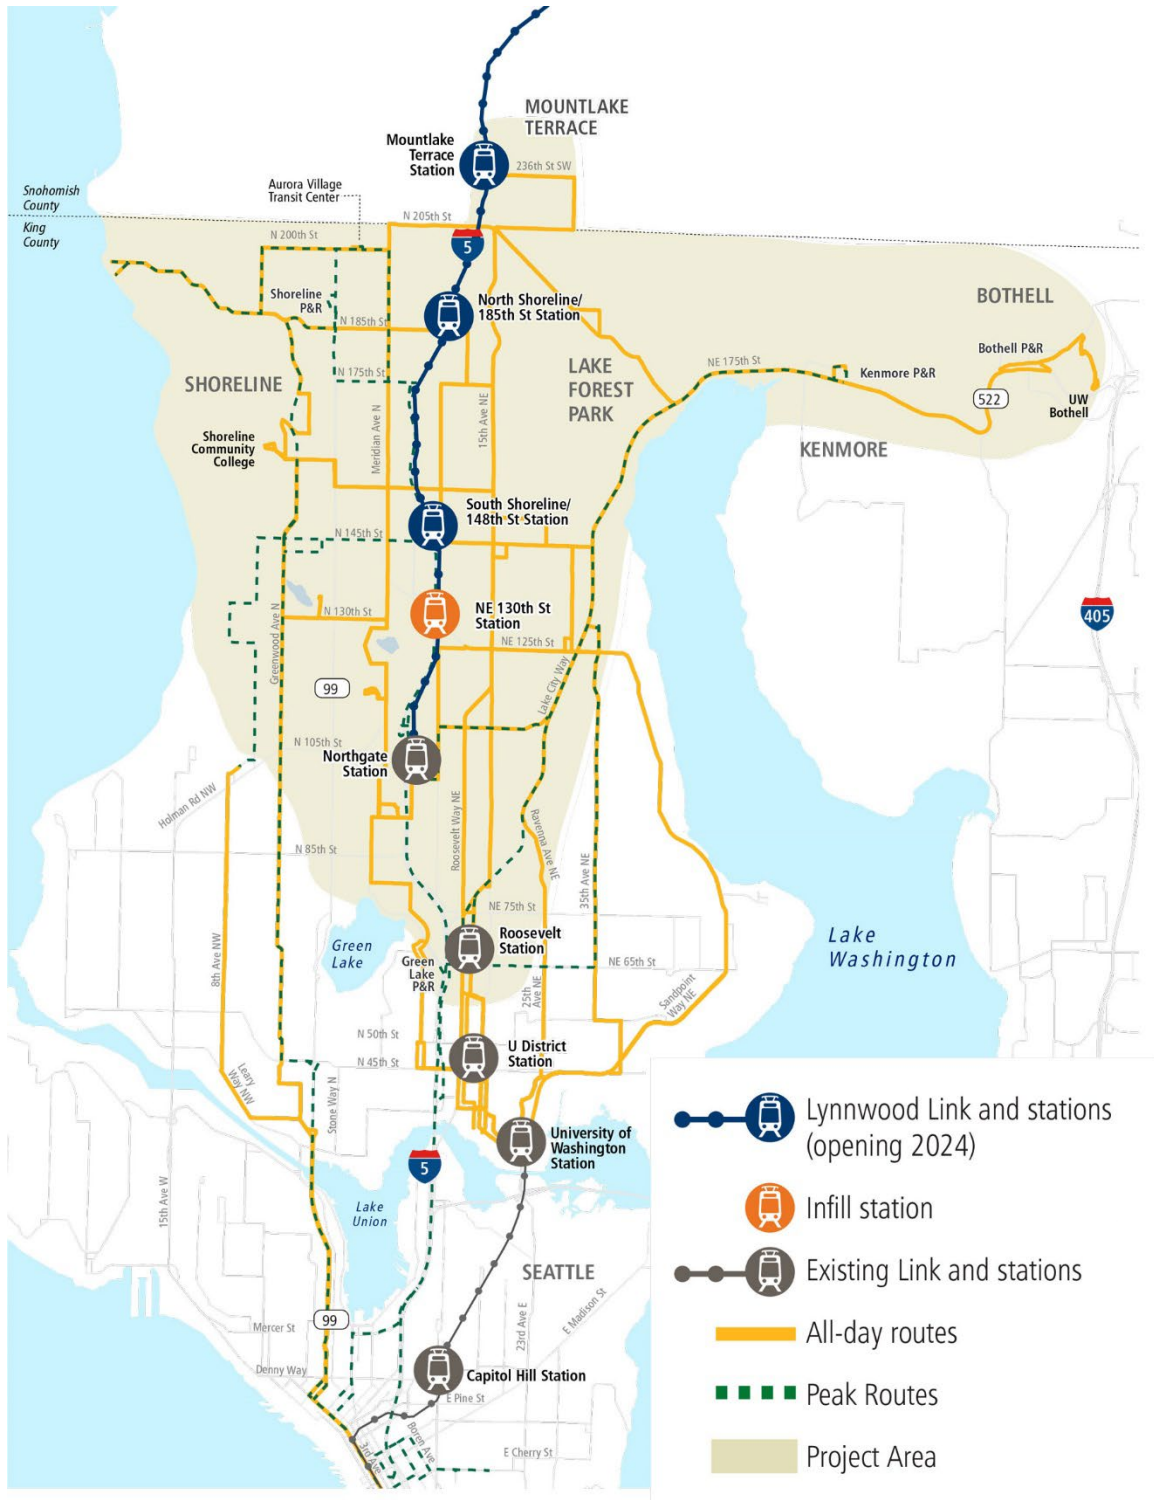 MOUNTLAKE
TERRACE
Mountlake
Terrace
Station
236th St SW
Snohomish
County
King
County
Aurora Village
Transit Center
N 205th St
N 200th St
5
Shoreline
P&R
North Shoreline/
185th St Station
N 185th St
BOTHELL
Bothell P&R
NE 175th St
Kenmore P&R
522
UW
Bothell
N 175th St
SHORELINE
LAKE
FOREST
PARK
Meridian Ave N
15th Ave NE
KENMORE
Shoreline
Community
College
South Shoreline/
148th St Station
N 145th St
NE 130th St
Station
N 130th St
405
NE 125th St
Greenwood Ave N
Lake City Way
99
N 105th St
Northgate
Station
Holman Rd NW
Roosevelt Way NE
Ravenna Ave NE
N 85th St
35th Ave NE
NE 75th St
8th Ave NW
Green
Lake
Roosevelt
Station
Green
Lake
P&R
NE 65th St
Lake
Washington
25th
Ave NE
Sandpoint
Way NE
N 50th St
U District
Station
N 45th St
Leary
Way NW
Stone Way N
University of
Washington
Station
5
15th Ave W
Lake
Union
SEATTLE
99
Mercer St
23rd Ave E
E Madison St
Denny Way
Capitol Hill Station
E Pine St
3rd Ave
Boren Ave
E Cherry St
Lynnwood Link and stations
(opening 2024)
Infill station
Existing Link and stations
All-day routes
Peak Routes
Project Area